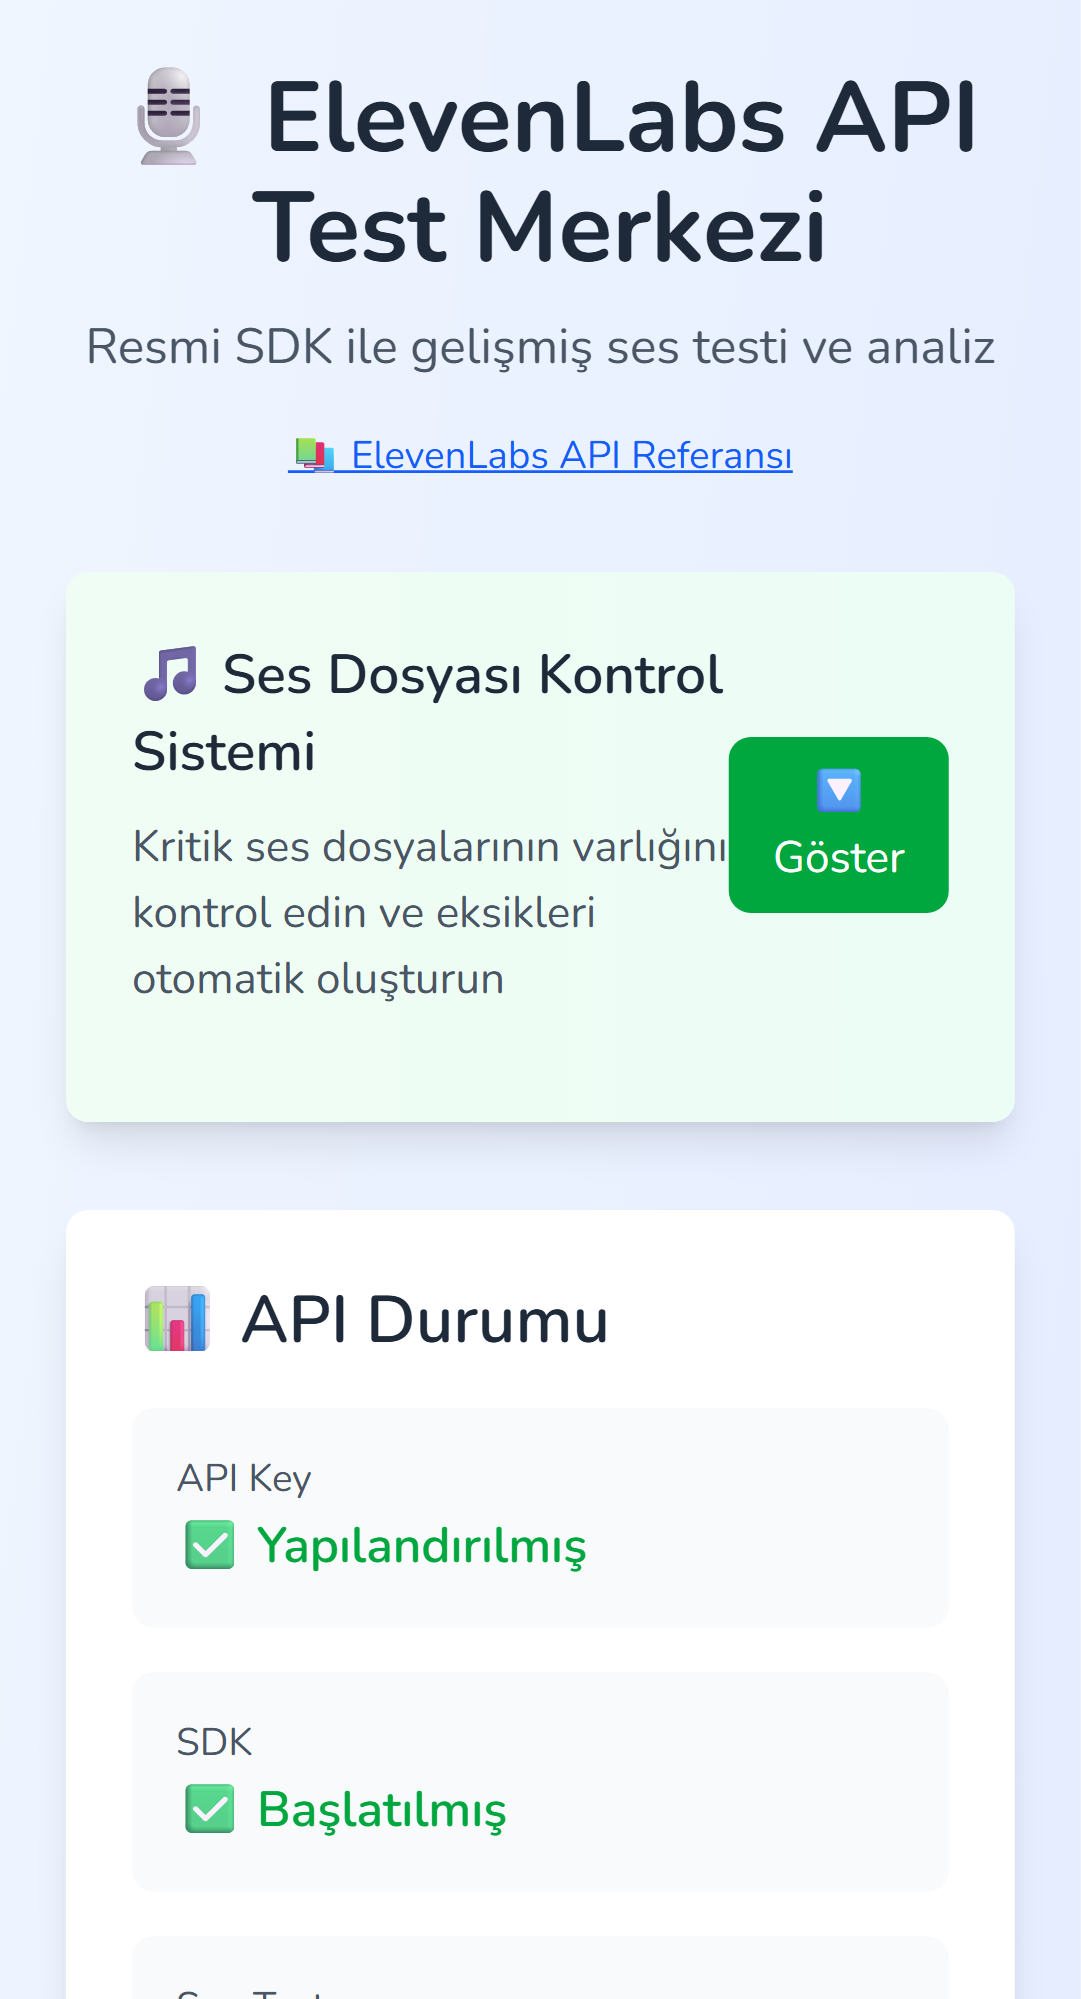 ElevenLabs API
Test Merkezi
Resmi SDK ile gelişmiş ses testi ve analiz
ElevenLabs API Referansı
Ses Dosyası Kontrol
Sistemi
Kritik ses dosyalarının varlığını
kontrol edin ve eksikleri
otomatik oluşturun
Göster
API Durumu
API Key
Yapılandırılmış
SDK
Başlatılmış